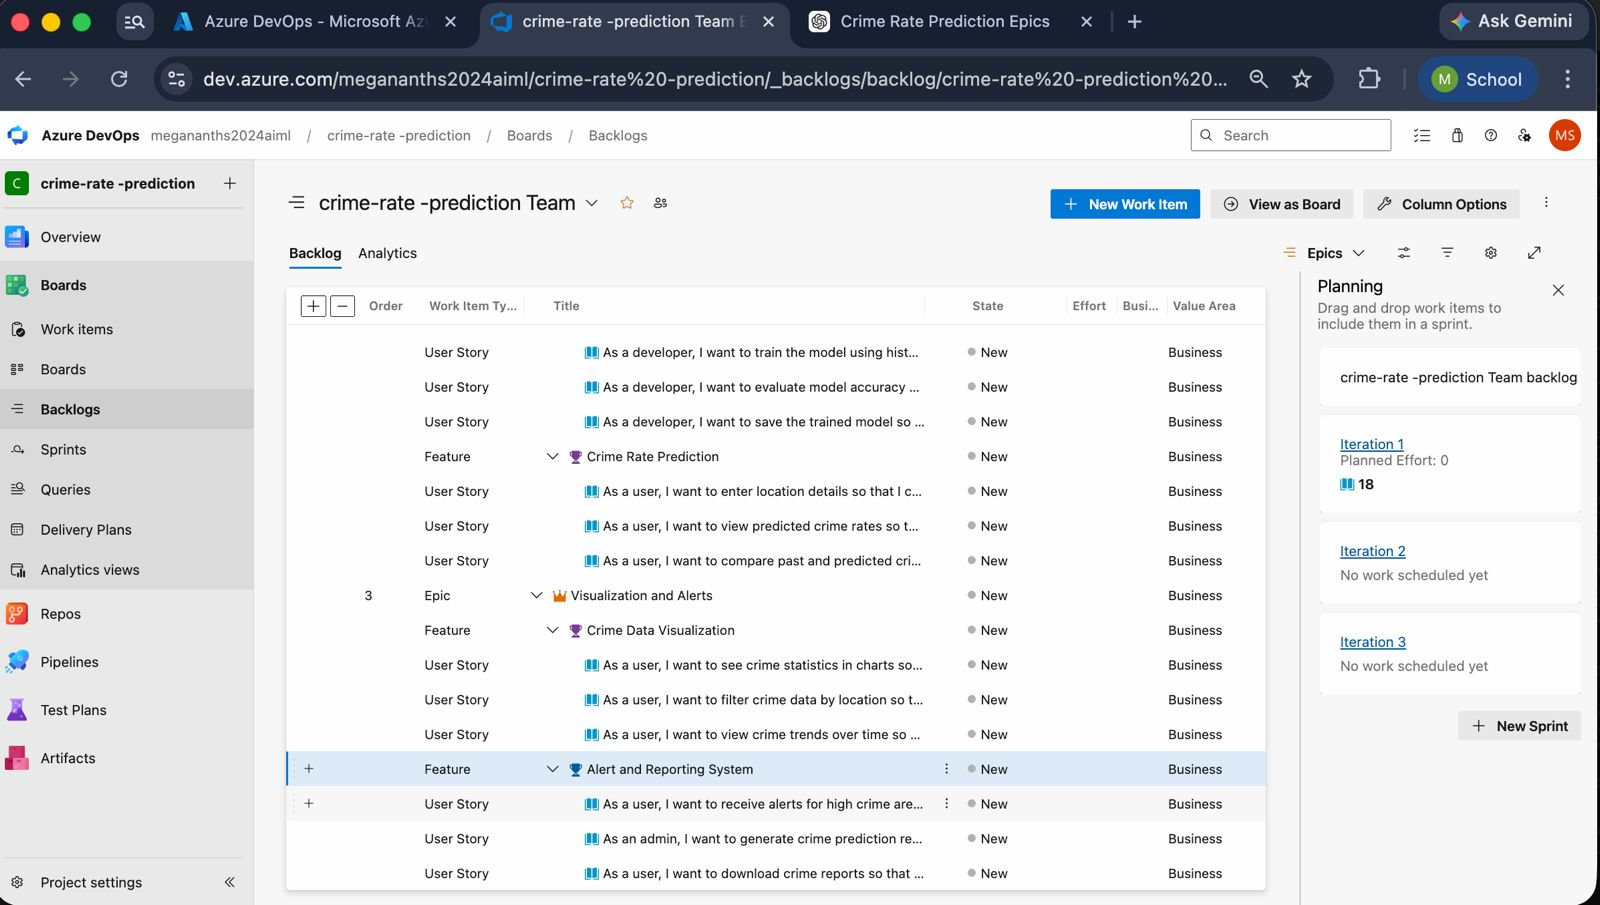 Azure DevOps - Microsoft Az
crime-rate -prediction Team B
Crime Rate Prediction Epics
Ask Gemini
dev.azure.com/megananths2024aiml/crime-rate%20-prediction/_backlogs/backlog/crime-rate%20-prediction%20...
M School
Azure DevOps megananths2024aiml / crime-rate -prediction / Boards / Backlogs
Search
MS
C crime-rate -prediction
Overview
Boards
Work items
Boards
Backlogs
Sprints
Queries
Delivery Plans
Analytics views
Repos
Pipelines
Test Plans
Artifacts
Project settings
crime-rate -prediction Team
New Work Item
View as Board
Column Options
Backlog Analytics
Epics
Order Work Item Ty... Title State Effort Busi... Value Area
User Story As a developer, I want to train the model using hist... New Business
User Story As a developer, I want to evaluate model accuracy ... New Business
User Story As a developer, I want to save the trained model so ... New Business
Feature Crime Rate Prediction New Business
User Story As a user, I want to enter location details so that I c... New Business
User Story As a user, I want to view predicted crime rates so t... New Business
User Story As a user, I want to compare past and predicted cri... New Business
3 Epic Visualization and Alerts New Business
Feature Crime Data Visualization New Business
User Story As a user, I want to see crime statistics in charts so... New Business
User Story As a user, I want to filter crime data by location so t... New Business
User Story As a user, I want to view crime trends over time so ... New Business
Feature Alert and Reporting System New Business
User Story As a user, I want to receive alerts for high crime are... New Business
User Story As an admin, I want to generate crime prediction re... New Business
User Story As a user, I want to download crime reports so that ... New Business
Planning
Drag and drop work items to
include them in a sprint.
crime-rate -prediction Team backlog
Iteration 1
Planned Effort: 0
18
Iteration 2
No work scheduled yet
Iteration 3
No work scheduled yet
New Sprint